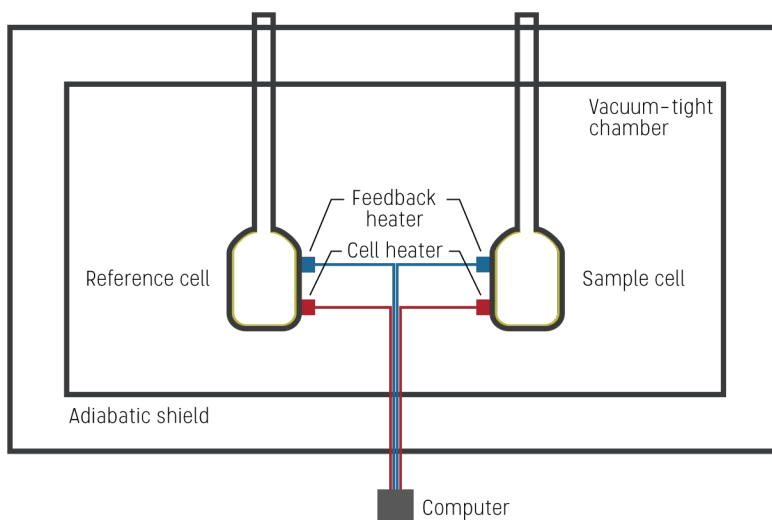 Vacuum-tight
chamber
Feedback
heater
Cell heater
Reference cell
Sample cell
Adiabatic shield
Computer